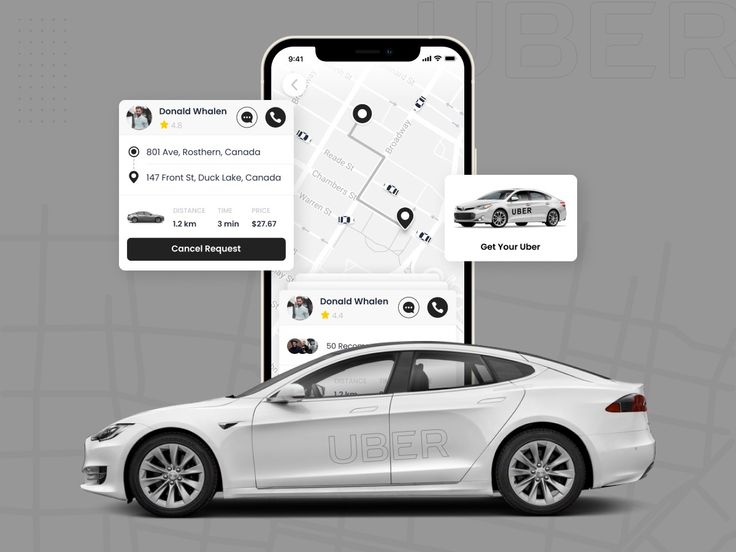 UBER
9:41
Broadway
Broadway
Reade St
Chambers St
Warren St
Donald Whalen
4.8
801 Ave, Rosthern, Canada
147 Front St, Duck Lake, Canada
DISTANCE TIME PRICE
1.2 km 3 min $27.67
Cancel Request
UBER
Get Your Uber
Donald Whalen
4.4
50 Recom
DISTANCE
1.2 km
UBER